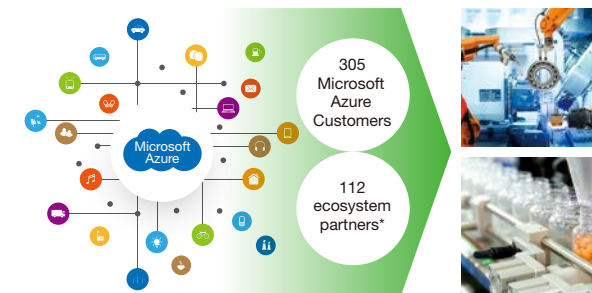 Microsoft
Azure
305
Microsoft
Azure
Customers
112
ecosystem
partners*